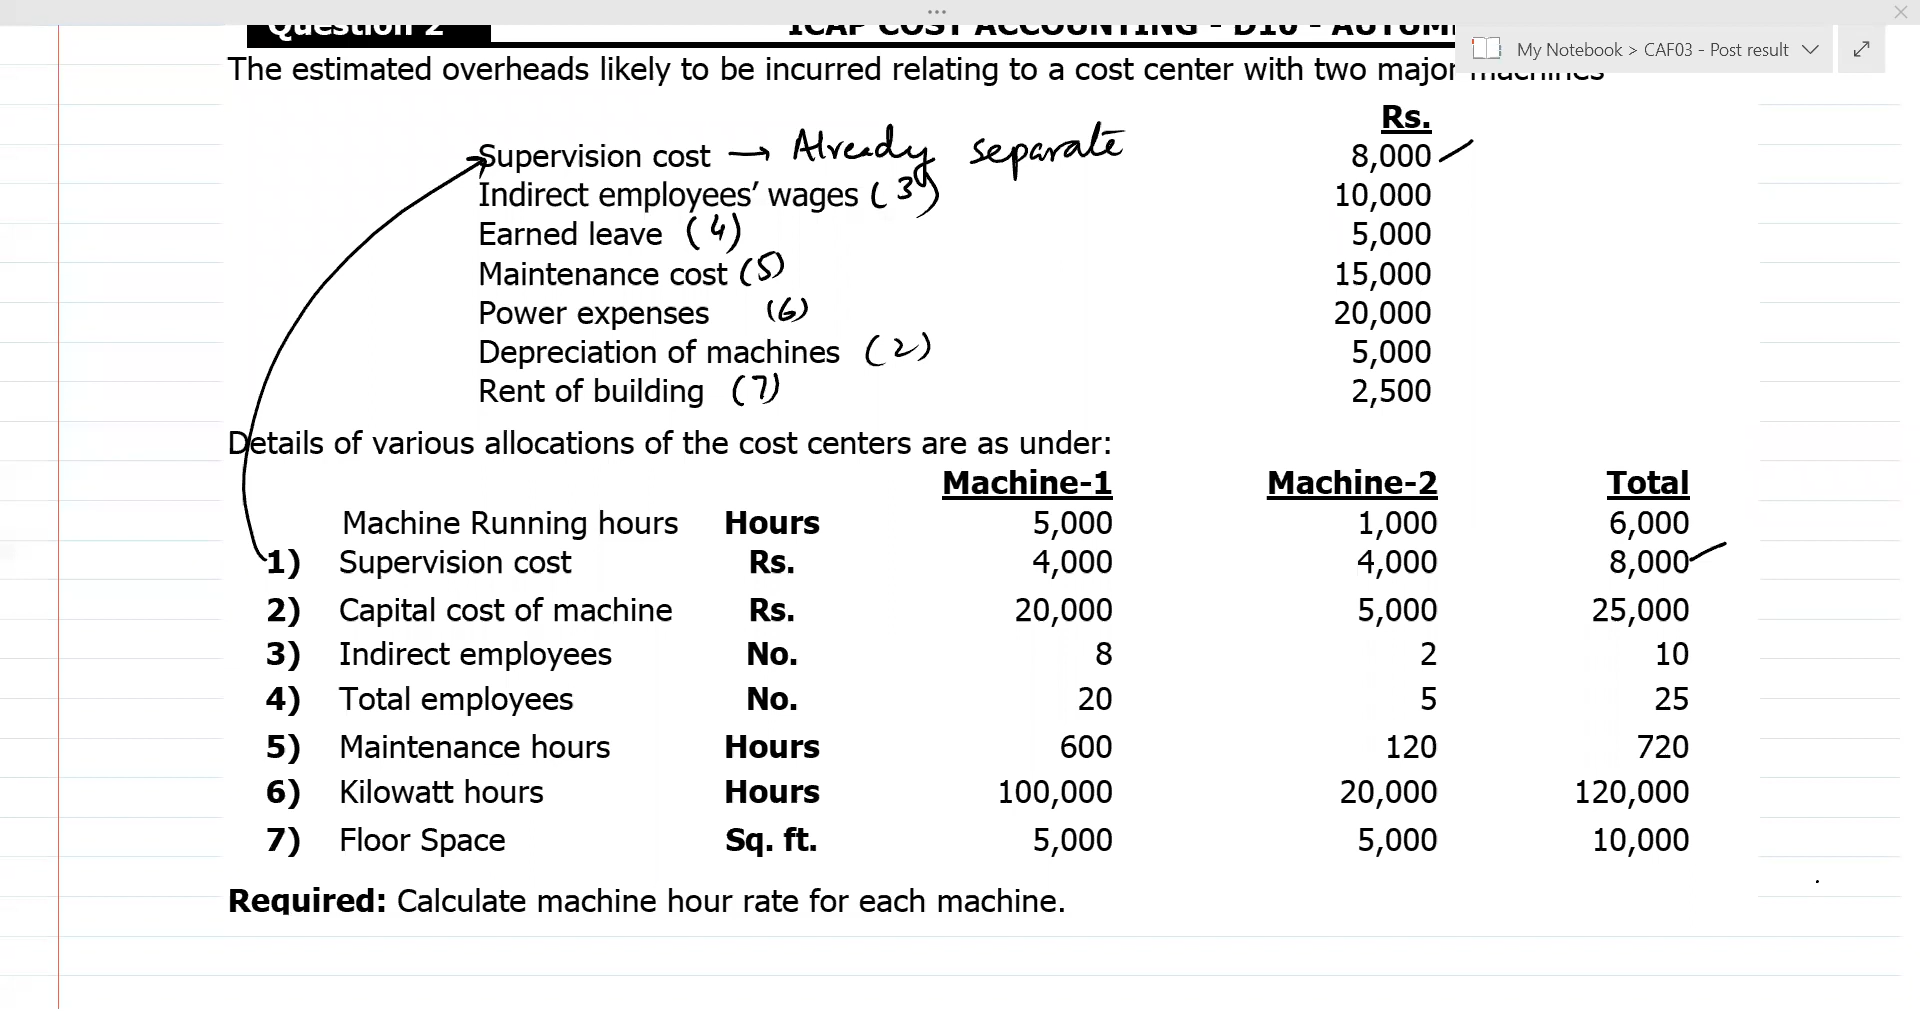 Question 2 ICAP COST ACCOUNTING - D10 -
My Notebook > CAF03 - Post result
The estimated overheads likely to be incurred relating to a cost center with two major machines
Rs.
Supervision cost → Already separate 8,000
Indirect employees’ wages (3) 10,000
Earned leave (4) 5,000
Maintenance cost (5) 15,000
Power expenses (6) 20,000
Depreciation of machines (2) 5,000
Rent of building (7) 2,500
Details of various allocations of the cost centers are as under:
Machine-1 Machine-2 Total
Machine Running hours Hours 5,000 1,000 6,000
1) Supervision cost Rs. 4,000 4,000 8,000
2) Capital cost of machine Rs. 20,000 5,000 25,000
3) Indirect employees No. 8 2 10
4) Total employees No. 20 5 25
5) Maintenance hours Hours 600 120 720
6) Kilowatt hours Hours 100,000 20,000 120,000
7) Floor Space Sq. ft. 5,000 5,000 10,000
Required: Calculate machine hour rate for each machine.